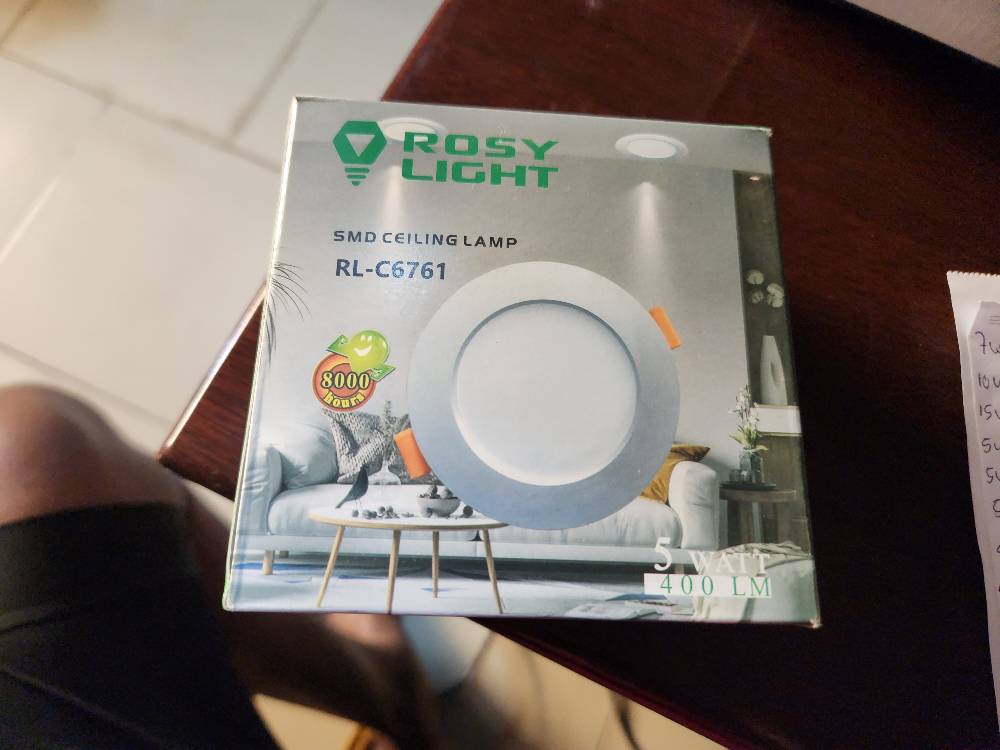 ROSY
LIGHT
SMD CEILING LAMP
RL-C6761
8000
hours
5 WATT
400 LM